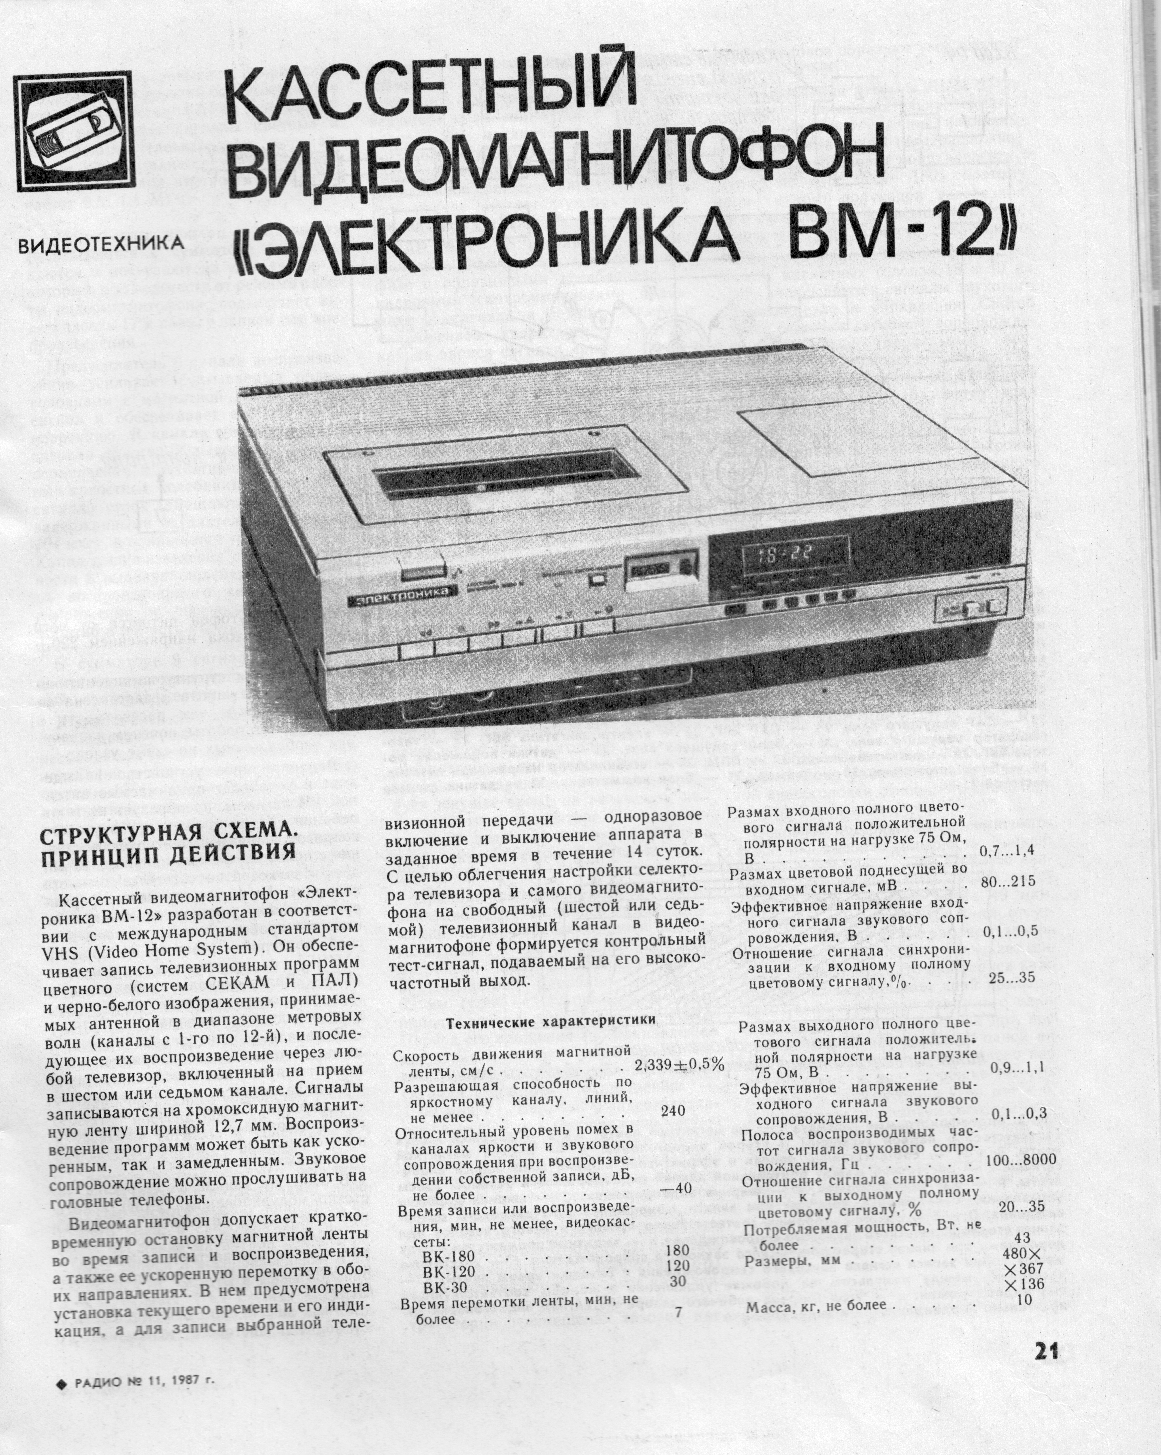 КАССЕТНЫЙ
ВИДЕОМАГНИТОФОН
«ЭЛЕКТРОНИКА ВМ-12»
ВИДЕОТЕХНИКА
электроника
18-22
СТРУКТУРНАЯ СХЕМА.
ПРИНЦИП ДЕЙСТВИЯ
Кассетный видеомагнитофон «Элект-
роника ВМ-12» разработан в соответст-
вии с международным стандартом
VHS (Video Home System). Он обеспе-
чивает запись телевизионных программ
цветного (систем СЕКАМ и ПАЛ)
и черно-белого изображения, принимае-
мых антенной в диапазоне метровых
волн (каналы с 1-го по 12-й), и после-
дующее их воспроизведение через лю-
бой телевизор, включенный на прием
в шестом или седьмом канале. Сигналы
записываются на хромоксидную магнит-
ную ленту шириной 12,7 мм. Воспроиз-
ведение программ может быть как уско-
ренным, так и замедленным. Звуковое
сопровождение можно прослушивать на
головные телефоны.
Видеомагнитофон допускает кратко-
временную остановку магнитной ленты
во время записи и воспроизведения,
а также ее ускоренную перемотку в обо-
их направлениях. В нем предусмотрена
установка текущего времени и его инди-
кация, а для записи выбранной теле-
визионной передачи — одноразовое
включение и выключение аппарата в
заданное время в течение 14 суток.
С целью облегчения настройки селекто-
ра телевизора и самого видеомагнито-
фона на свободный (шестой или седь-
мой) телевизионный канал в видео-
магнитофоне формируется контрольный
тест-сигнал, подаваемый на его высоко-
частотный выход.
Технические характеристики
Скорость движения магнитной
ленты, см/с . . . . . . . 2,339±0,5%
Разрешающая способность по
яркостному каналу, линий,
не менее . . . . . . . . 240
Относительный уровень помех в
каналах яркости и звукового
сопровождения при воспроизве-
дении собственной записи, дБ,
не более . . . . . . . . —40
Время записи или воспроизведе-
ния, мин, не менее, видеокас-
сеты:
ВК-180 . . . . . . . . 180
ВК-120 . . . . . . . . 120
ВК-30 . . . . . . . . 30
Время перемотки ленты, мин, не
более . . . . . . . . . 7
Размах входного полного цвето-
вого сигнала положительной
полярности на нагрузке 75 Ом,
В . . . . . . . . . . . 0,7...1,4
Размах цветовой поднесущей во
входном сигнале, мВ . . . . 80...215
Эффективное напряжение вход-
ного сигнала звукового соп-
ровождения, В . . . . . . 0,1...0,5
Отношение сигнала синхрони-
зации к входному полному
цветовому сигналу,% . . . . 25...35
Размах выходного полного цве-
тового сигнала положитель-
ной полярности на нагрузке
75 Ом, В . . . . . . . . 0,9...1,1
Эффективное напряжение вы-
ходного сигнала звукового
сопровождения, В . . . . . 0,1...0,3
Полоса воспроизводимых час-
тот сигнала звукового сопро-
вождения, Гц . . . . . . 100...8000
Отношение сигнала синхрониза-
ции к выходному полному
цветовому сигналу, % 20...35
Потребляемая мощность, Вт, не
более . . . . . . . . . 43
Размеры, мм . . . . . . . 480×
×367
×136
Масса, кг, не более . . . . . 10
21
◆ РАДИО № 11, 1987 г.